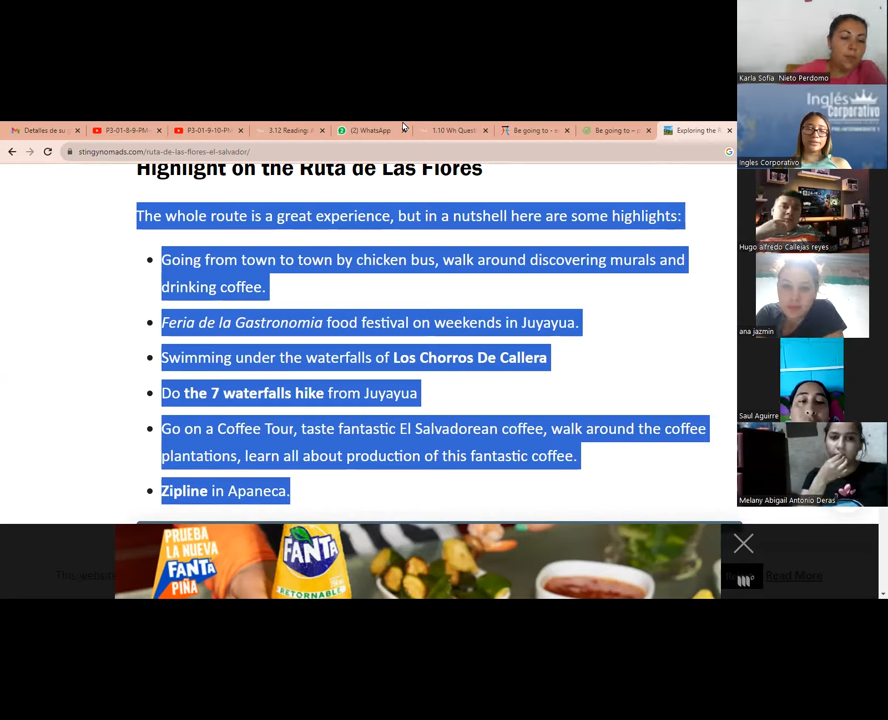 Detalles de su
P3-01-8-9-PM-
P3-01-9-10-PM-
3.12 Reading:
(2) WhatsApp
1.10 Wh Quest
Be going to -
Be going to – p
Exploring the R
stingynomads.com/ruta-de-las-flores-el-salvador/
Highlight on the Ruta de Las Flores
The whole route is a great experience, but in a nutshell here are some highlights:
Going from town to town by chicken bus, walk around discovering murals and
drinking coffee.
Feria de la Gastronomia food festival on weekends in Juyayua.
Swimming under the waterfalls of Los Chorros De Callera
Do the 7 waterfalls hike from Juyayua
Go on a Coffee Tour, taste fantastic El Salvadorean coffee, walk around the coffee
plantations, learn all about production of this fantastic coffee.
Zipline in Apaneca.
This website
Read More
PRUEBA
LA NUEVA
FANTA
PIÑA
FANTA
RETORNABLE
Karla Sofia Nieto Perdomo
Inglés
Corporativo
Ingles Corporativo
Hugo alfredo Callejas reyes
ana jazmin
Saul Aguirre
Melany Abigail Antonio Deras